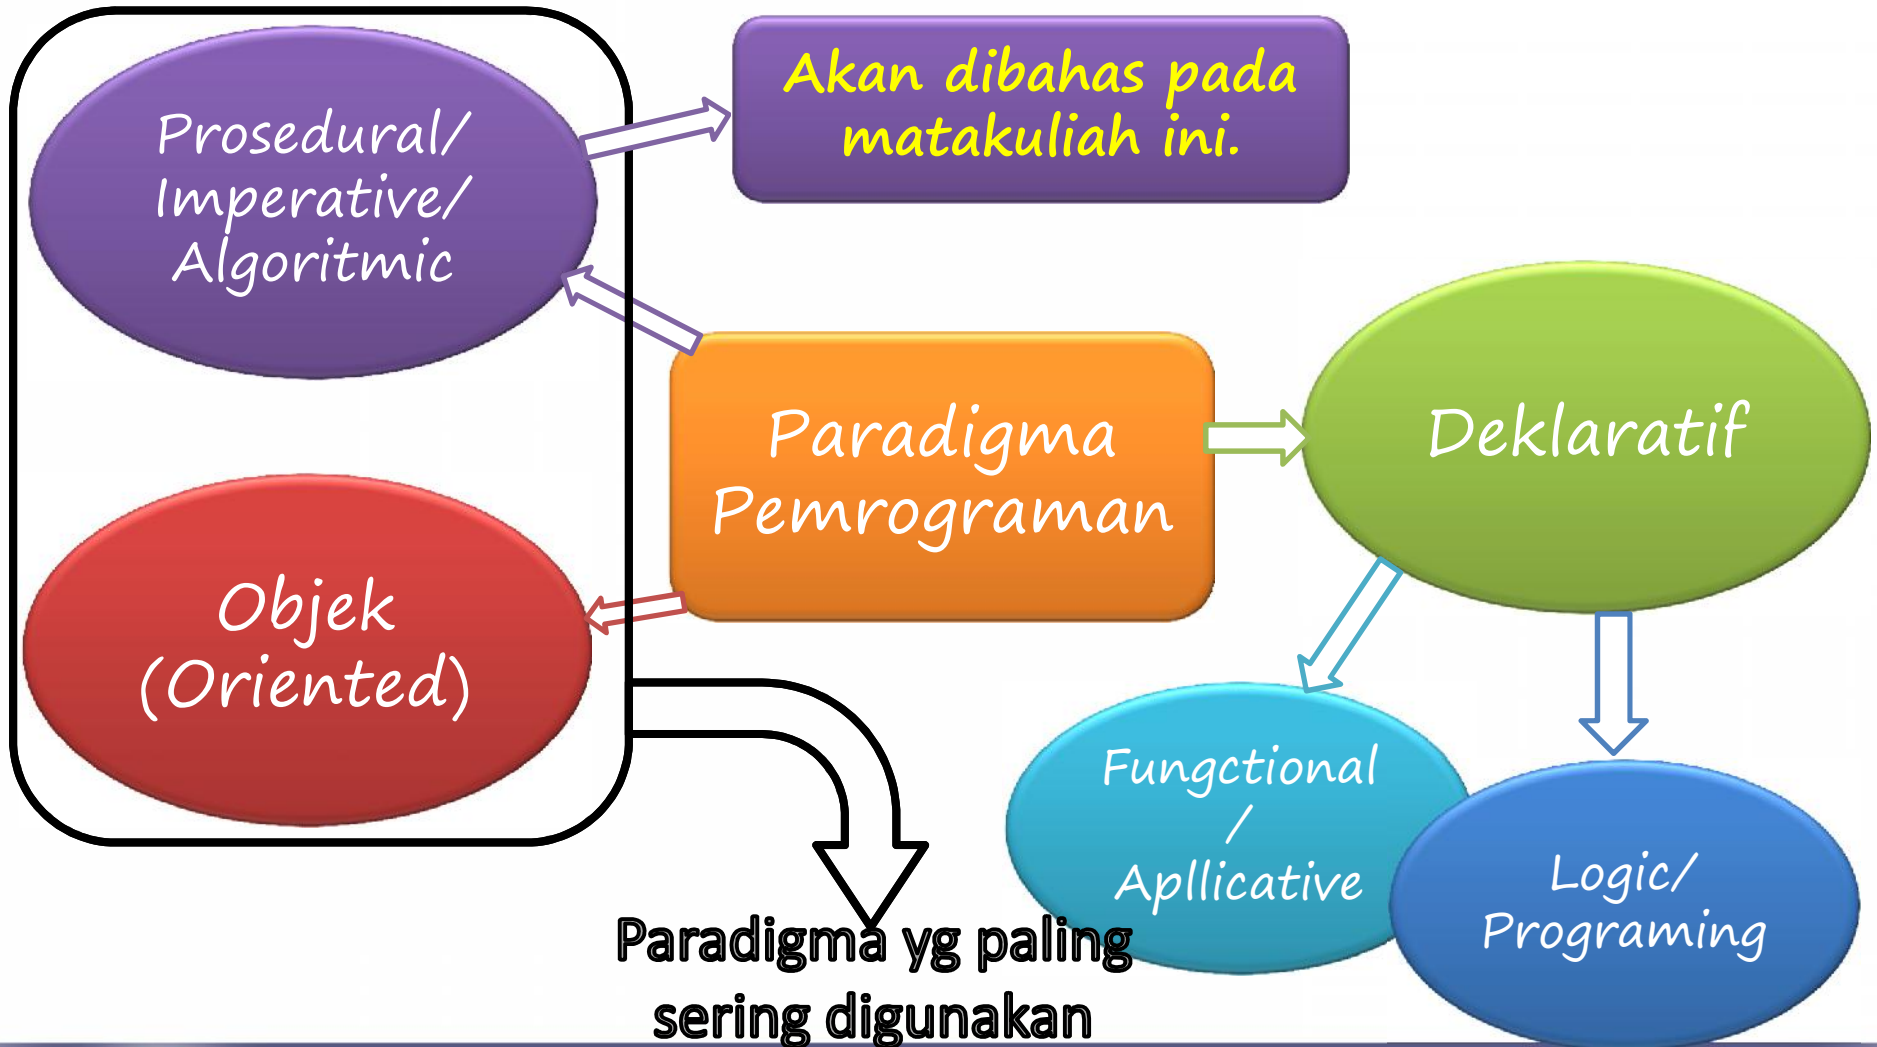 Prosedural/
Imperative/
Algoritmic
Akan dibahas pada
matakuliah ini.
Paradigma
Pemrograman
Deklaratif
Objek
(Oriented)
Fungctional
/
Apllicative
Logic/
Programing
Paradigma yg paling
sering digunakan